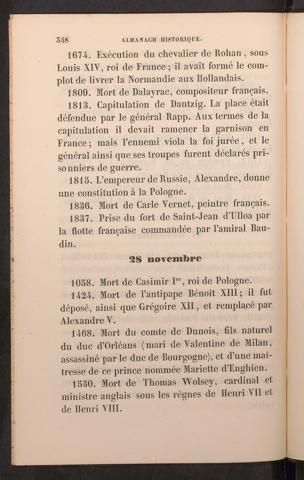 548 ALMANACH HISTORIQUE.
1674. Exécution du chevalier de Rohan, sous
Louis XIV, roi de France ; il avait formé le com-
plot de livrer la Normandie aux Hollandais.
1809. Mort de Dalayrac, compositeur français.
1813. Capitulation de Dantzig. La place était
défendue par le général Rapp. Aux termes de la
capitulation il devait ramener la garnison en
France ; mais l'ennemi viola la foi jurée, et le
général ainsi que ses troupes furent déclarés pri-
sonniers de guerre.
1815. L'empereur de Russie, Alexandre, donne
une constitution à la Pologne.
1836. Mort de Carle Vernet, peintre français.
1837. Prise du fort de Saint-Jean d'Ulloa par
la flotte française commandée par l'amiral Bau-
din.
28 novembre
1058. Mort de Casimir Ier, roi de Pologne.
1424. Mort de l'antipape Bénoit XIII ; il fut
déposé, ainsi que Grégoire XII, et remplacé par
Alexandre V.
1468. Mort du comte de Dunois, fils naturel
du duc d'Orléans (mari de Valentine de Milan,
assassiné par le duc de Bourgogne), et d'une maî-
tresse de ce prince nommée Mariette d'Enghien.
1530. Mort de Thomas Wolsey, cardinal et
ministre anglais sous les règnes de Henri VII et
de Henri VIII.